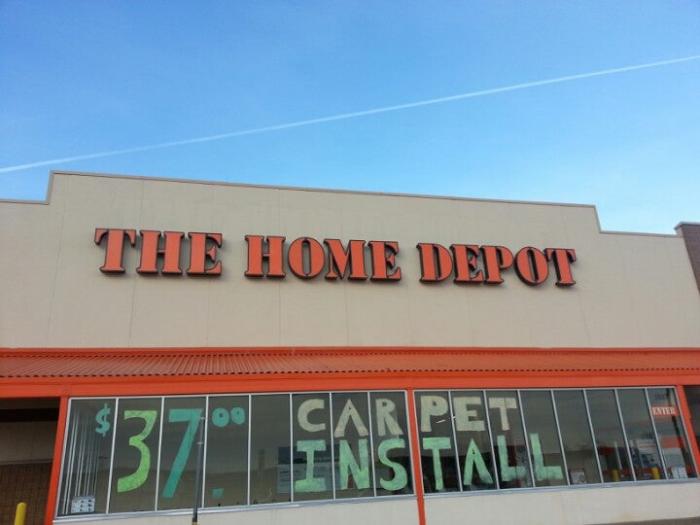 THE HOME DEPOT
$37.00 CARPET
INSTALL
ENTER